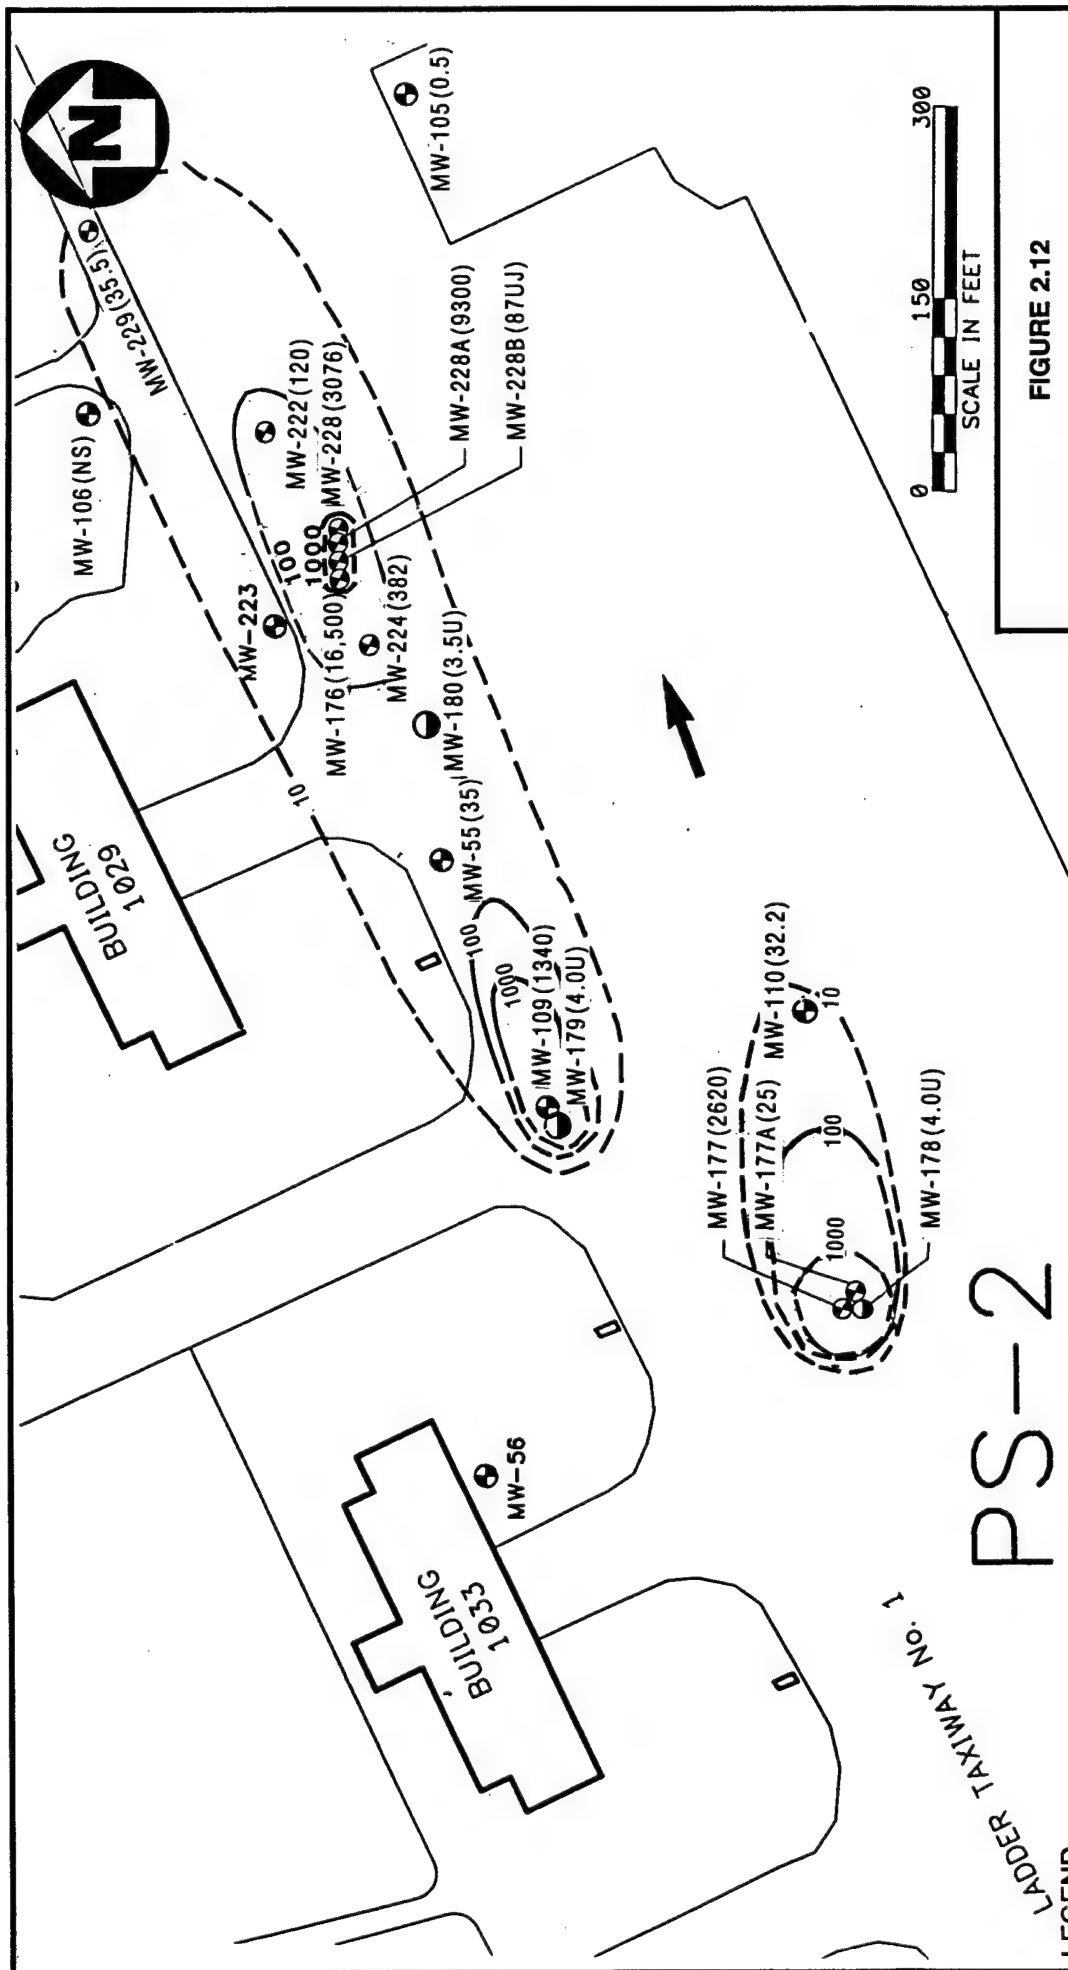 N
MW-105(0.5)
MW-229(35.5)
MW-106(NS)
MW-222(120)
MW-228(3076)
MW-228A(9300)
MW-228B(87UJ)
100
1000
MW-223
MW-176(16,500)
MW-224(382)
MW-180(3.5U)
10
MW-55(35)
BUILDING
1029
100
1000
MW-109(1340)
MW-179(4.0U)
MW-110(32.2)
10
MW-177(2620)
MW-177A(25)
100
1000
MW-178(4.0U)
MW-56
BUILDING
1033
LADDER TAXIWAY No. 1
PS-2
0 150 300
SCALE IN FEET
FIGURE 2.12
LEGEND